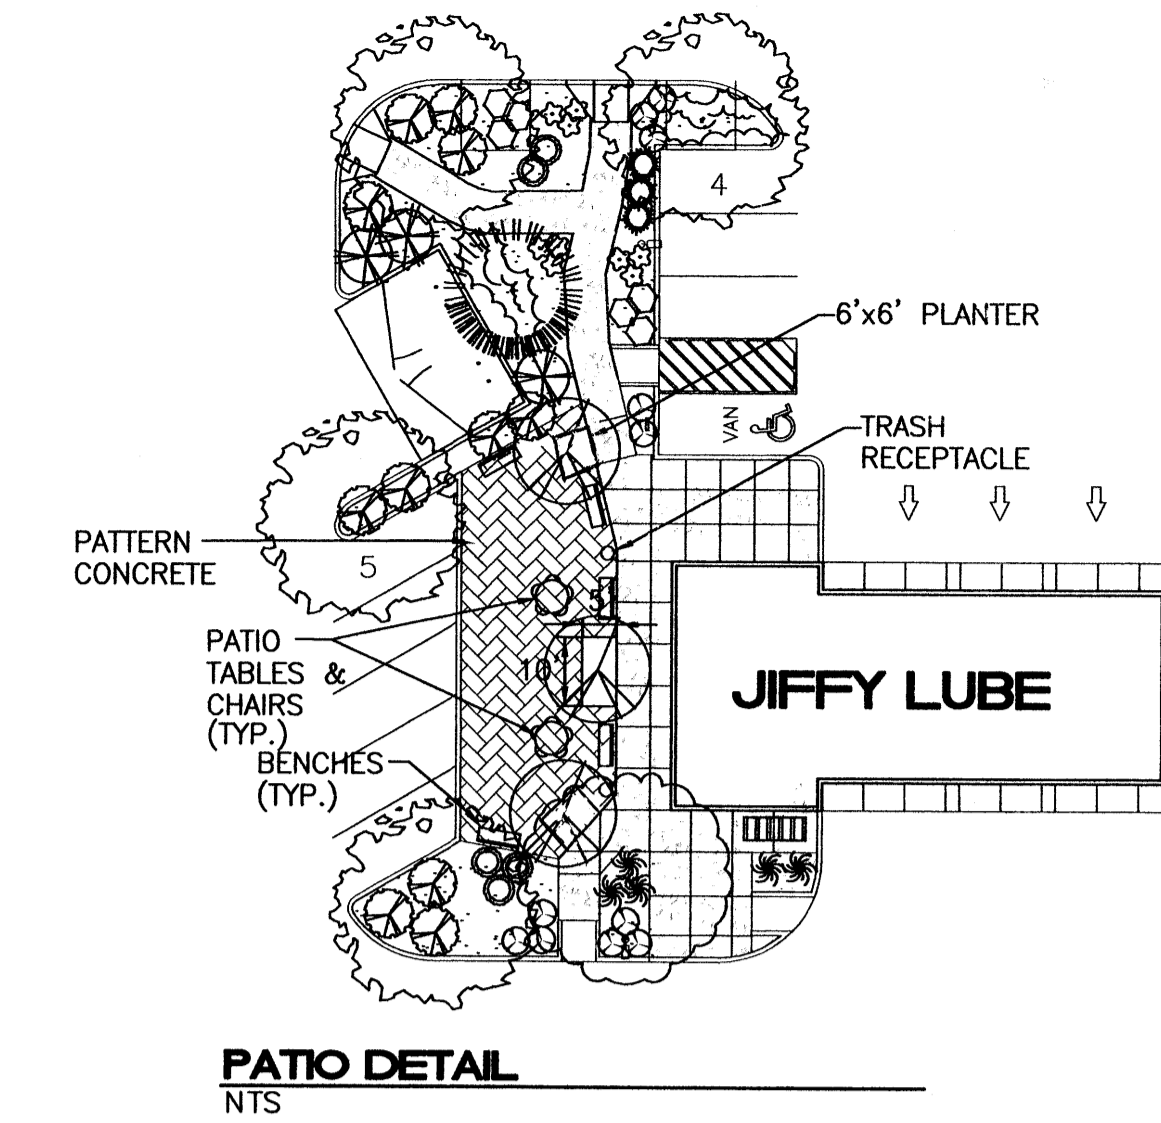 4
6'x6' PLANTER
VAN
TRASH
RECEPTACLE
PATTERN
CONCRETE
5
5'
PATIO
TABLES &
CHAIRS
(TYP.)
10'
JIFFY LUBE
BENCHES
(TYP.)
PATIO DETAIL
NTS